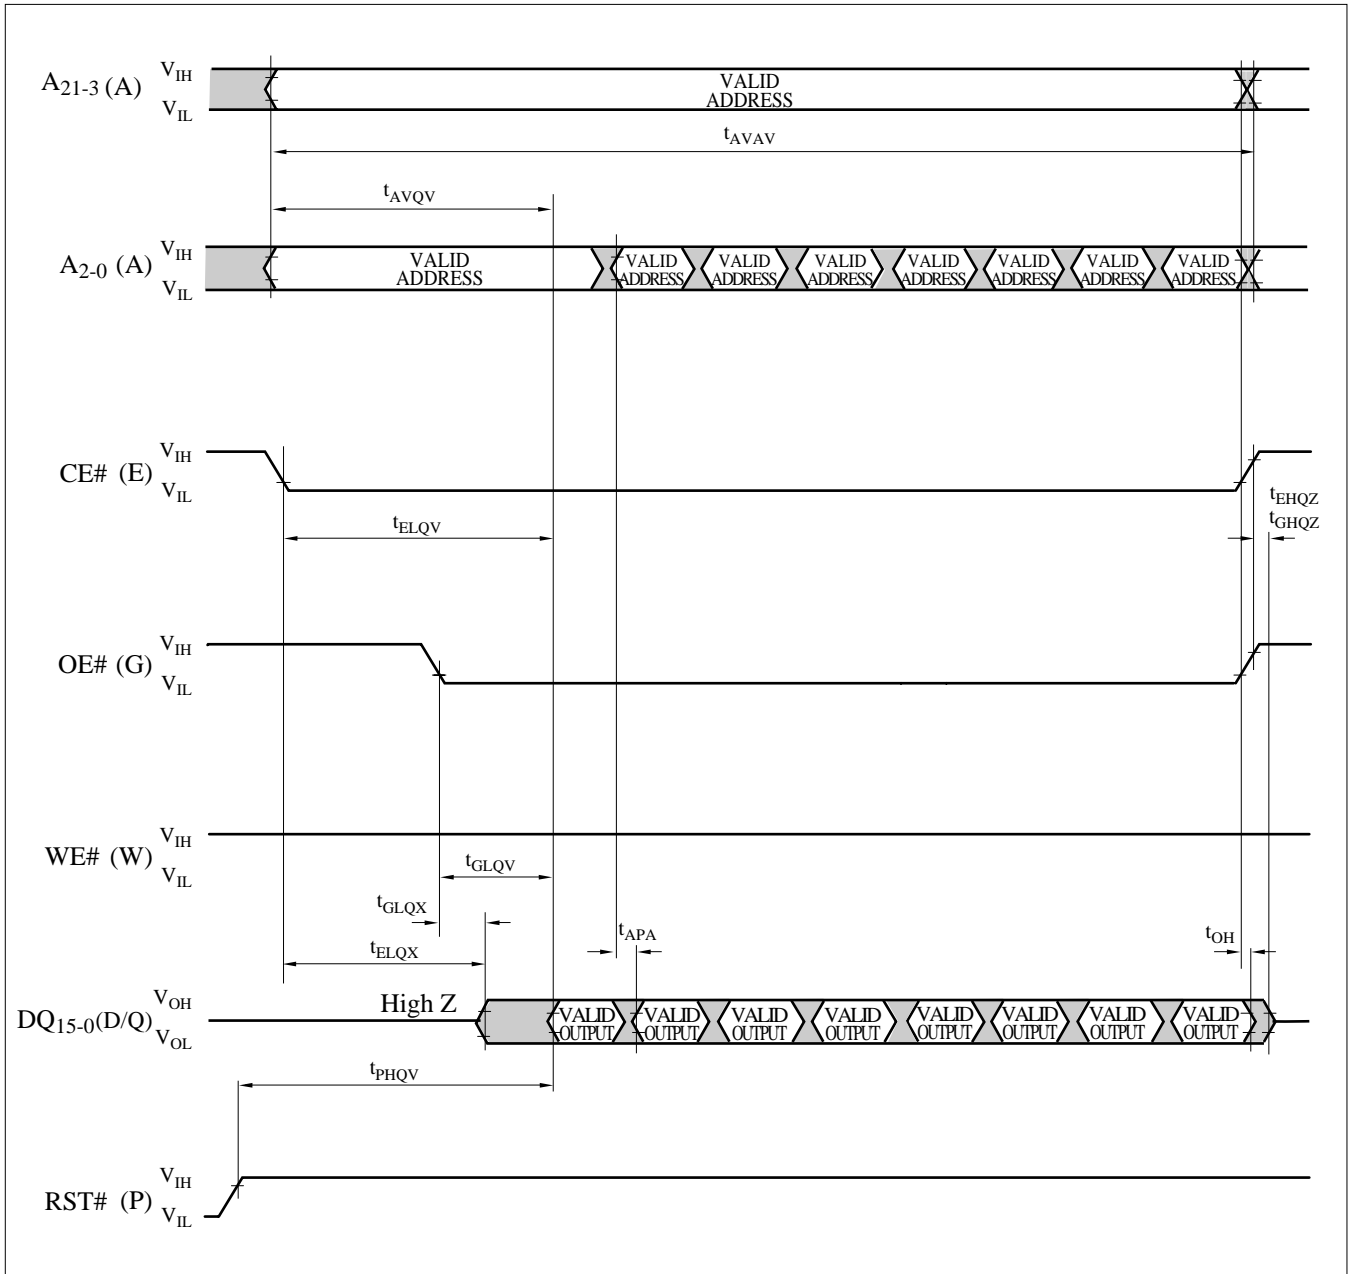 A21-3 (A) VIH VIL VALID ADDRESS
tAVAV
tAVQV
A2-0 (A) VIH VIL VALID ADDRESS VALID ADDRESS VALID ADDRESS VALID ADDRESS VALID ADDRESS VALID ADDRESS VALID ADDRESS VALID ADDRESS
CE# (E) VIH VIL
tEHQZ
tGHQZ
tELQV
OE# (G) VIH VIL
WE# (W) VIH VIL
tGLQV
tGLQX
tAPA
tOH
tELQX
High Z
DQ15-0(D/Q) VOH VOL VALID OUTPUT VALID OUTPUT VALID OUTPUT VALID OUTPUT VALID OUTPUT VALID OUTPUT VALID OUTPUT VALID OUTPUT
tPHQV
RST# (P) VIH VIL